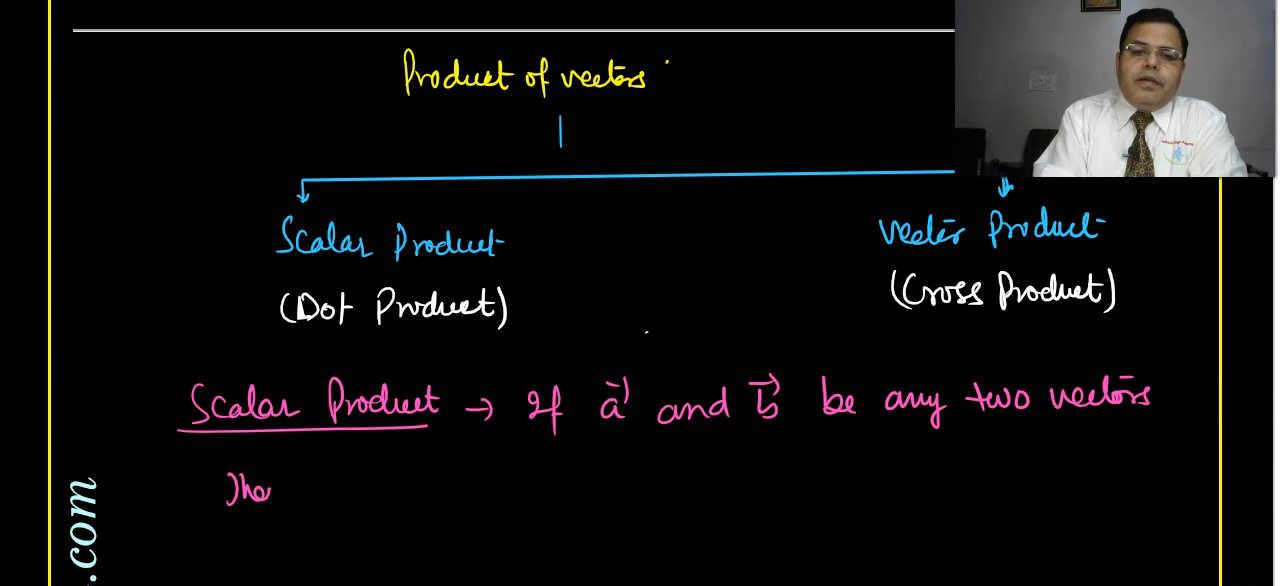 Product of vectors
Scalar Product
Vector Product
(Dot Product)
(Cross Product)
Scalar Product → If a⃗ and b⃗ be any two vectors
The
.com